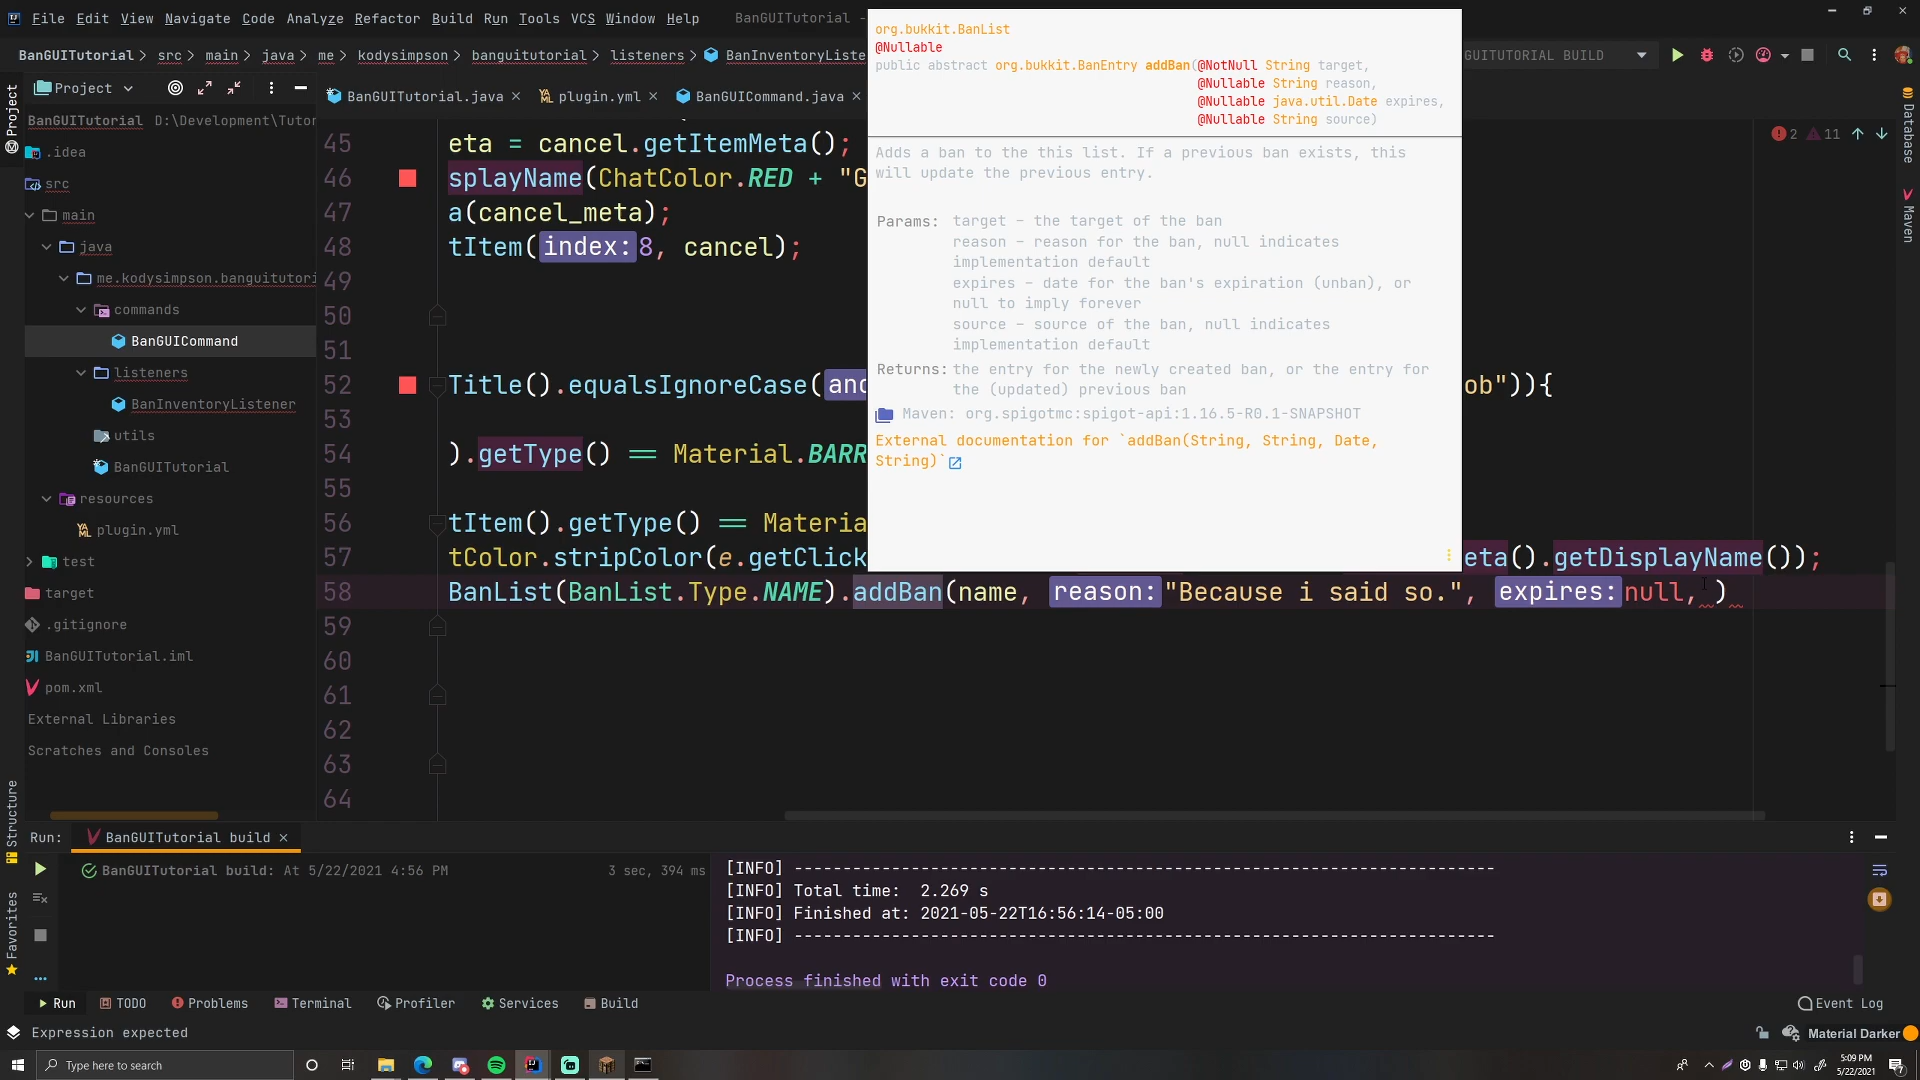 File Edit View Navigate Code Analyze Refactor Build Run Tools VCS Window Help BanGUITutorial -
BanGUITutorial > src > main > java > me > kodysimpson > banguitutorial > listeners > BanInventoryListe
GUITUTORIAL BUILD
Project
BanGUITutorial.java × plugin.yml × BanGUICommand.java ×
BanGUITutorial D:\Development\Tutor
.idea
src
main
java
me.kodysimpson.banguitutori
commands
BanGUICommand
listeners
BanInventoryListener
utils
BanGUITutorial
resources
plugin.yml
test
target
.gitignore
BanGUITutorial.iml
pom.xml
External Libraries
Scratches and Consoles
Project
Structure
Favorites
Database
Maven
2 11
45 eta = cancel.getItemMeta();
46 splayName(ChatColor.RED + "G
47 a(cancel_meta);
48 tItem(index: 8, cancel);
49
50
51
52 Title().equalsIgnoreCase(ano ob")){
53
54 ).getType() == Material.BARR
55
56 tItem().getType() == Materia
57 tColor.stripColor(e.getClick eta().getDisplayName());
58 BanList(BanList.Type.NAME).addBan(name, reason: "Because i said so.", expires: null, )
59
60
61
62
63
64
org.bukkit.BanList
@Nullable
public abstract org.bukkit.BanEntry addBan(@NotNull String target,
@Nullable String reason,
@Nullable java.util.Date expires,
@Nullable String source)
Adds a ban to the this list. If a previous ban exists, this
will update the previous entry.
Params: target – the target of the ban
reason – reason for the ban, null indicates
implementation default
expires – date for the ban's expiration (unban), or
null to imply forever
source – source of the ban, null indicates
implementation default
Returns: the entry for the newly created ban, or the entry for
the (updated) previous ban
Maven: org.spigotmc:spigot-api:1.16.5-R0.1-SNAPSHOT
External documentation for `addBan(String, String, Date,
String)`
Run: BanGUITutorial build ×
BanGUITutorial build: At 5/22/2021 4:56 PM 3 sec, 394 ms
[INFO] ------------------------------------------------------------------------
[INFO] Total time:  2.269 s
[INFO] Finished at: 2021-05-22T16:56:14-05:00
[INFO] ------------------------------------------------------------------------
Process finished with exit code 0
Run TODO Problems Terminal Profiler Services Build Event Log
Expression expected Material Darker
Type here to search
5:09 PM
5/22/2021